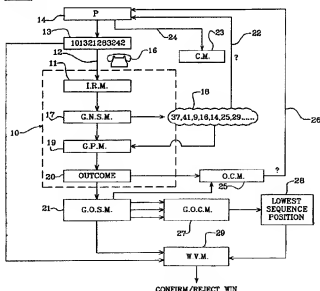 14
P
22
13
24
23
101321283242
C.M.
?
12
16
11
I.R.M.
18
26
10
17
G.N.S.M.
37,41,9,16,14,25,29......
19
G.P.M.
?
20
OUTCOME
O.C.M.
25
28
21
G.O.S.M.
G.O.C.M.
27
LOWEST
SEQUENCE
POSITION
29
W.V.M.
CONFIRM/REJECT WIN